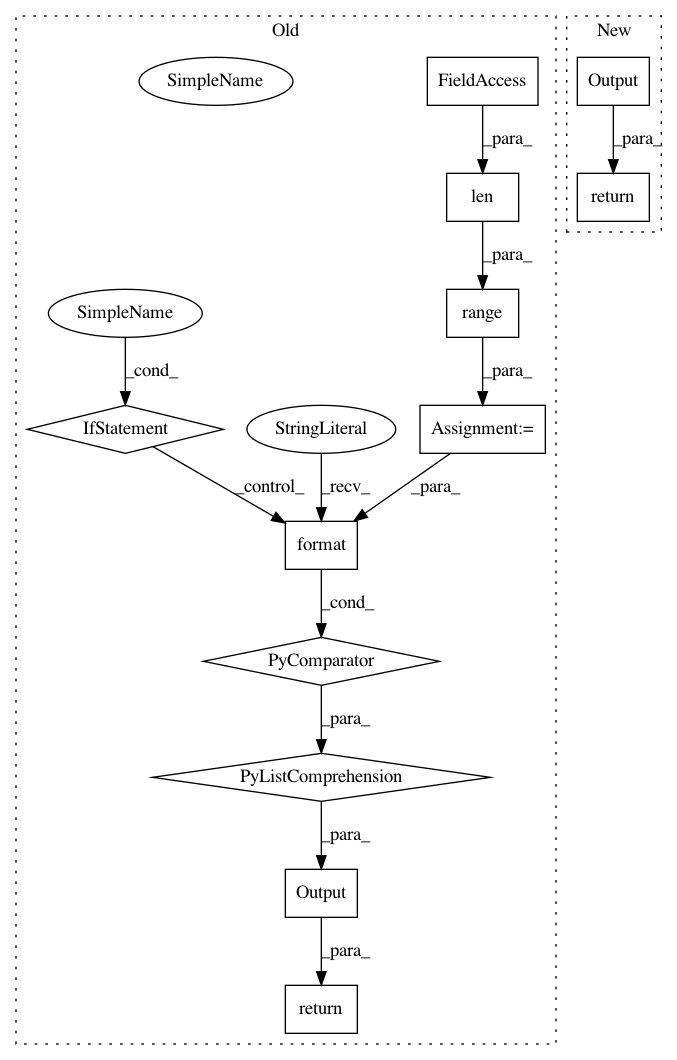 Old
New
SimpleName
FieldAccess
Output
_para_
_para_
len
return
_para_
SimpleName
range
_cond_
_para_
IfStatement
StringLiteral
Assignment:=
_control_
_recv_
_para_
format
_cond_
PyComparator
_para_
PyListComprehension
_para_
Output
_para_
return